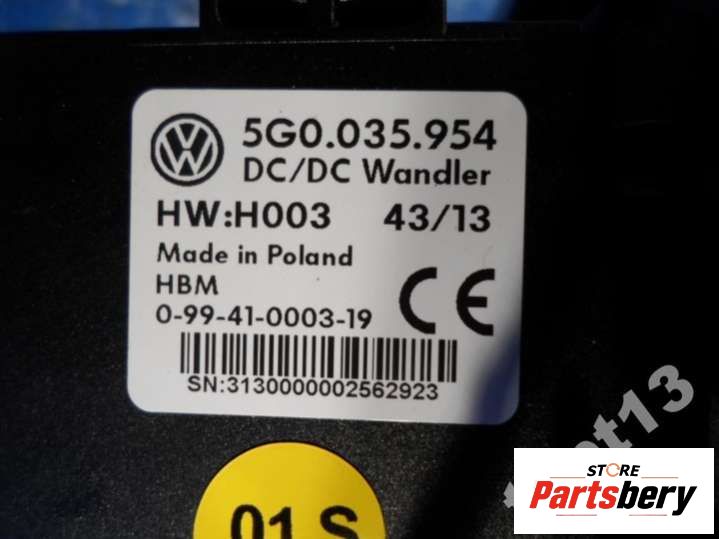 5G0.035.954
DC/DC Wandler
HW:H003 43/13
Made in Poland
HBM
0-99-41-0003-19
CE
SN:3130000002562923
01 S
STORE
Partsbery